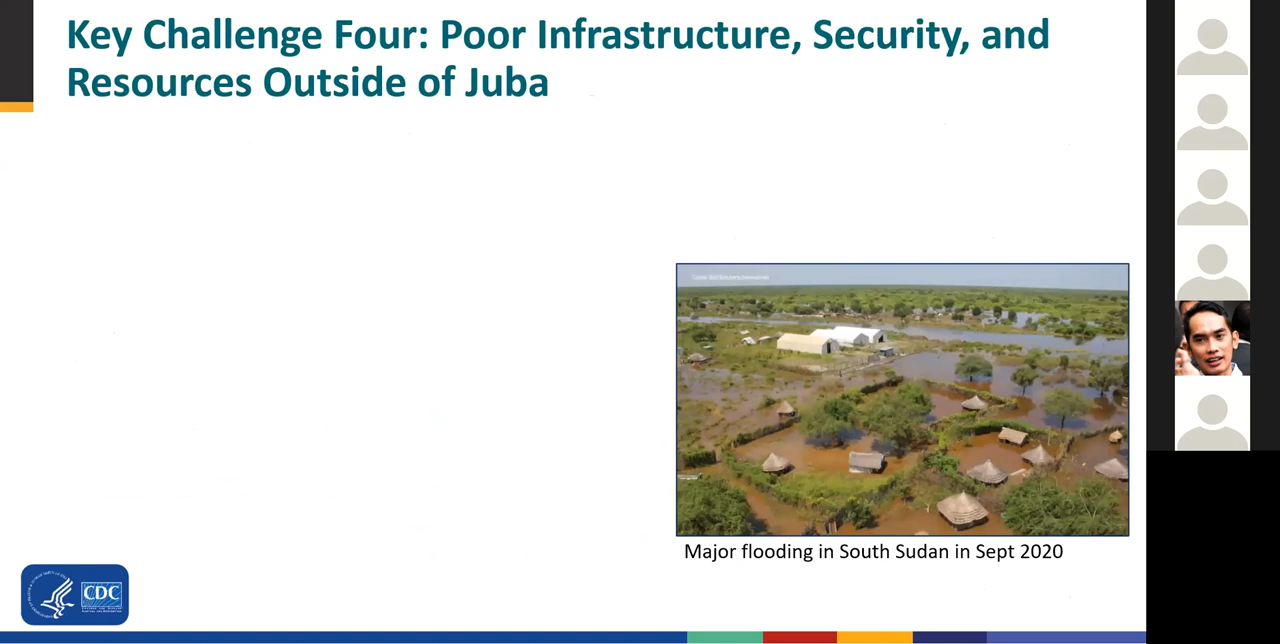 Key Challenge Four: Poor Infrastructure, Security, and
Resources Outside of Juba
Major flooding in South Sudan in Sept 2020
CDC